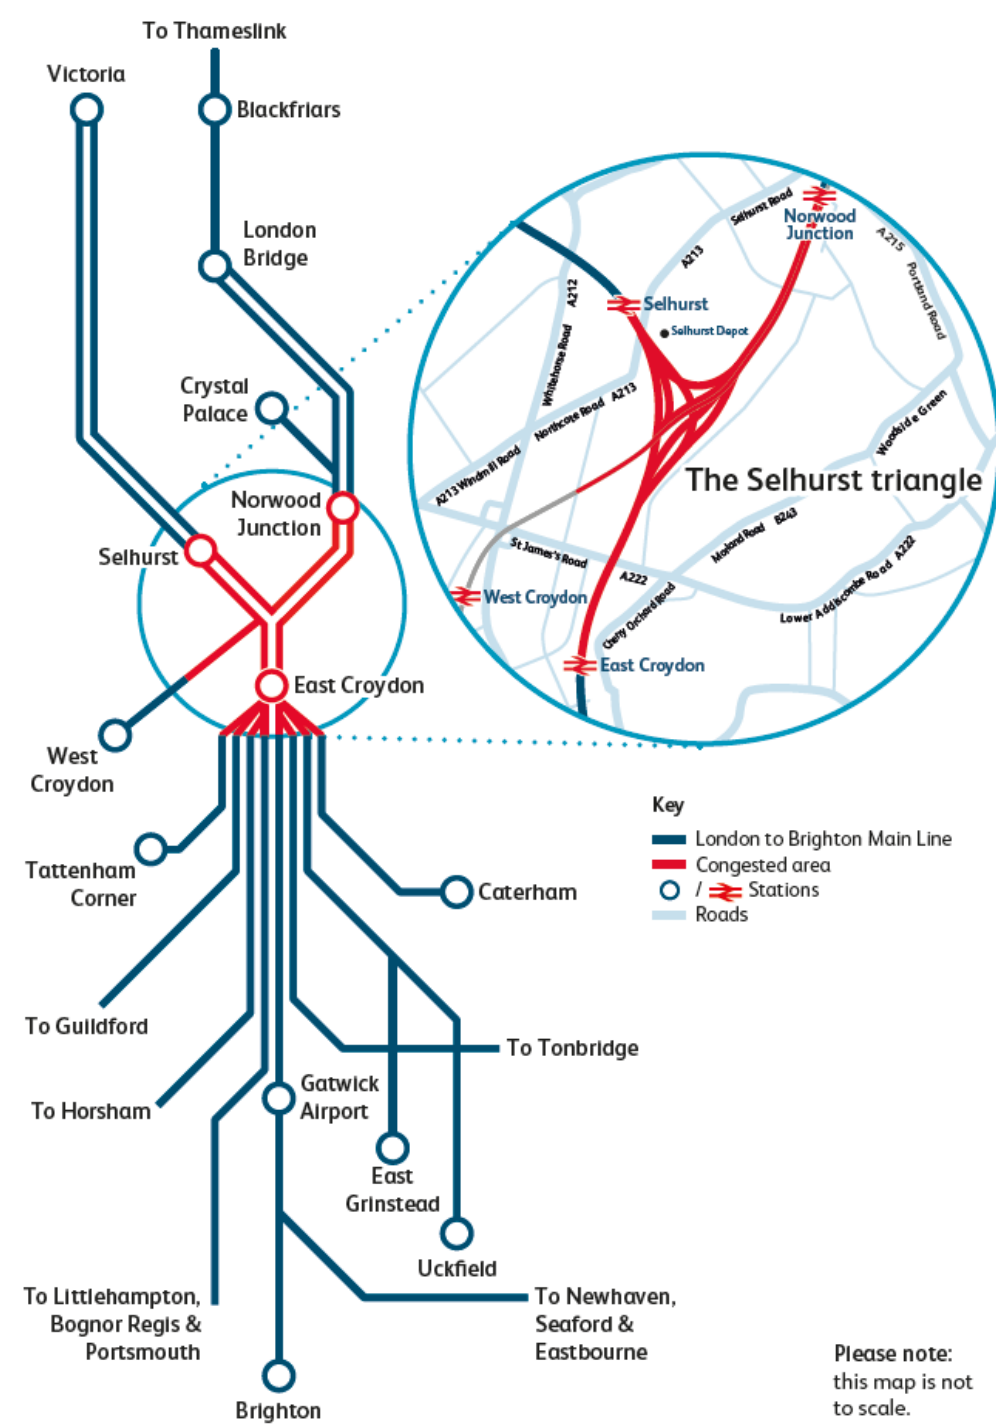 To Thameslink
Victoria
Blackfriars
London
Bridge
Crystal
Palace
Norwood
Junction
Selhurst
East Croydon
West
Croydon
Tattenham
Corner
Caterham
To Guildford
To Tonbridge
To Horsham
Gatwick
Airport
East
Grinstead
Uckfield
To Littlehampton,
Bognor Regis &
Portsmouth
To Newhaven,
Seaford &
Eastbourne
Brighton
Selhurst Road
Norwood
Junction
A215
Portland Road
A213
A212
Selhurst
Selhurst Depot
Whitehorse Road
Northcote Road A213
Woodside Green
A213 Windmill Road
The Selhurst triangle
Morland Road B243
St James's Road
A222
Lower Addiscombe Road A222
West Croydon
Cherry Orchard Road
East Croydon
Key
London to Brighton Main Line
Congested area
/ Stations
Roads
Please note:
this map is not
to scale.